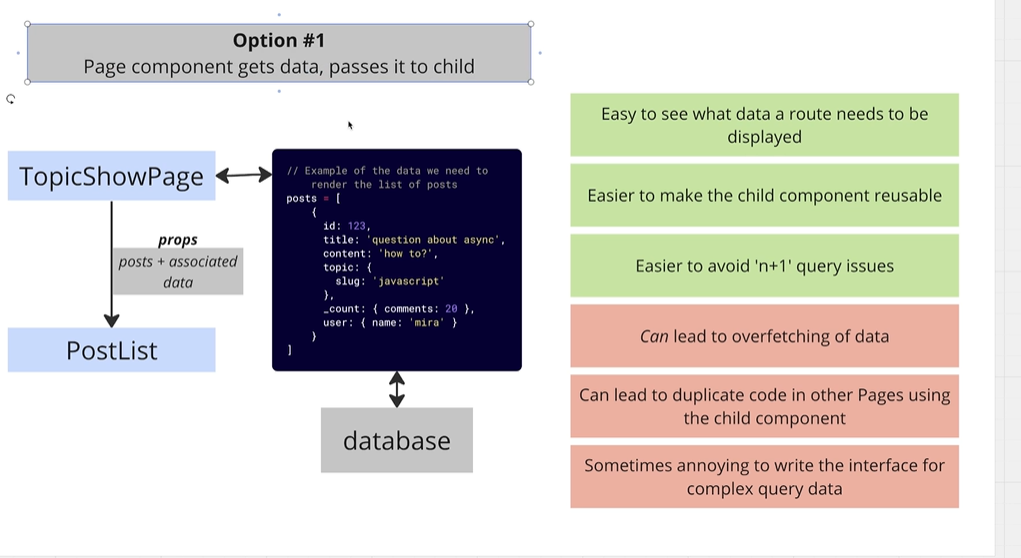 Option #1
Page component gets data, passes it to child
TopicShowPage
props
posts + associated
data
PostList
// Example of the data we need to
render the list of posts
posts = [
{
id: 123,
title: 'question about async',
content: 'how to?',
topic: {
slug: 'javascript'
},
_count: { comments: 20 },
user: { name: 'mira' }
}
]
database
Easy to see what data a route needs to be
displayed
Easier to make the child component reusable
Easier to avoid 'n+1' query issues
Can lead to overfetching of data
Can lead to duplicate code in other Pages using
the child component
Sometimes annoying to write the interface for
complex query data